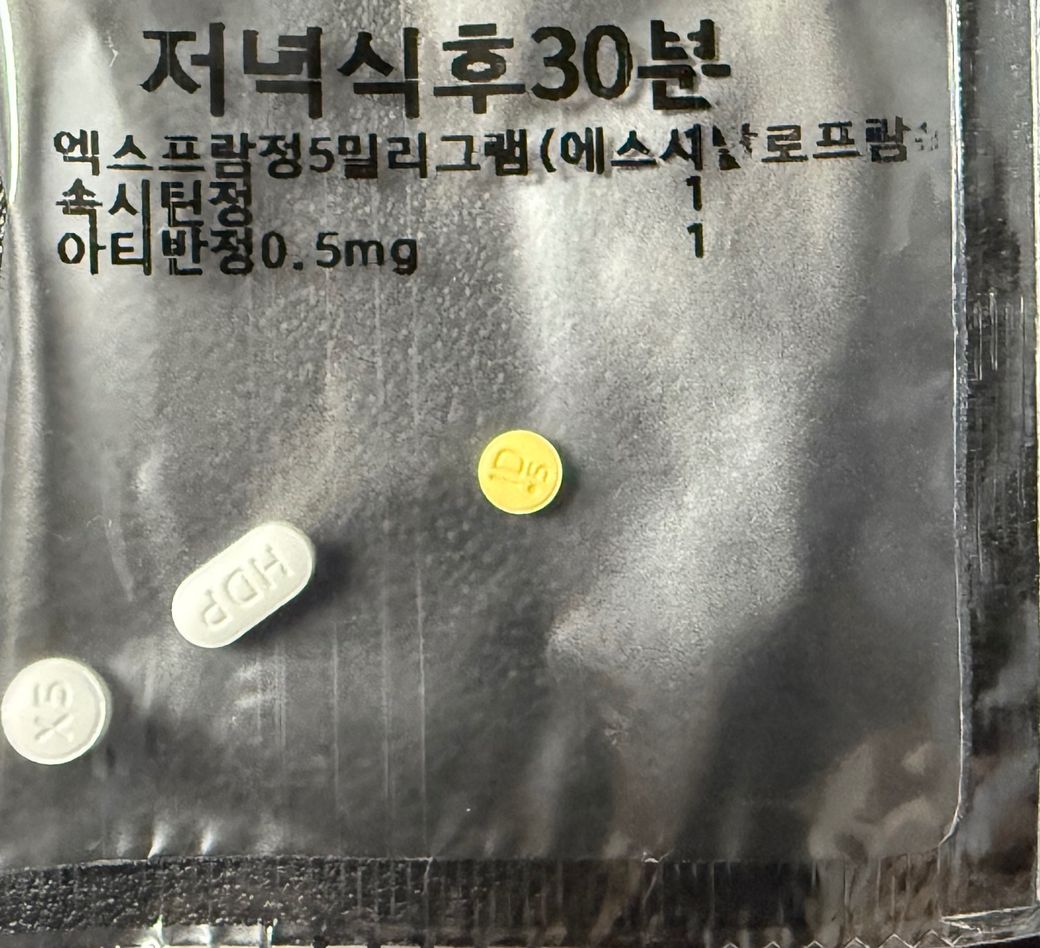 저녁식후30분
엑스프람정5밀리그램(에스시탈로프람
속시틴정 1
아티반정0.5mg 1
1D .5
HDP
X5